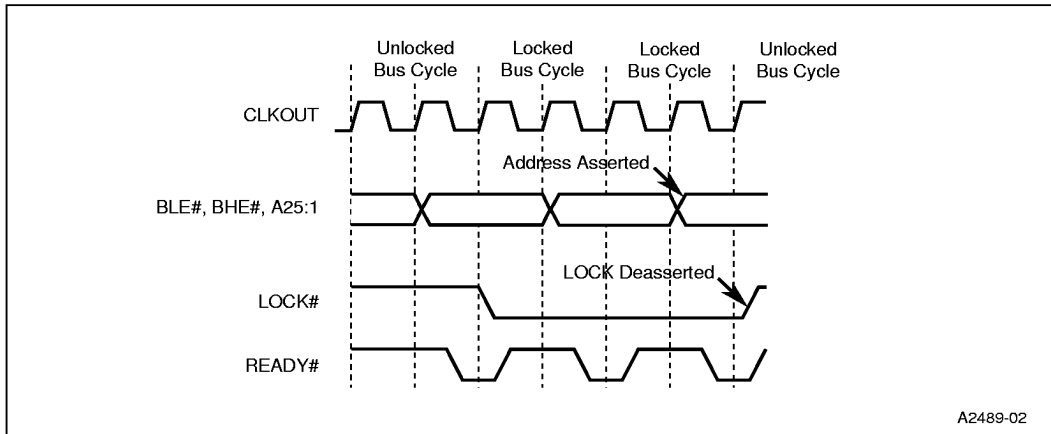 Unlocked
Bus Cycle
Locked
Bus Cycle
Locked
Bus Cycle
Unlocked
Bus Cycle
CLKOUT
Address Asserted
BLE#, BHE#, A25:1
LOCK Deasserted
LOCK#
READY#
A2489-02